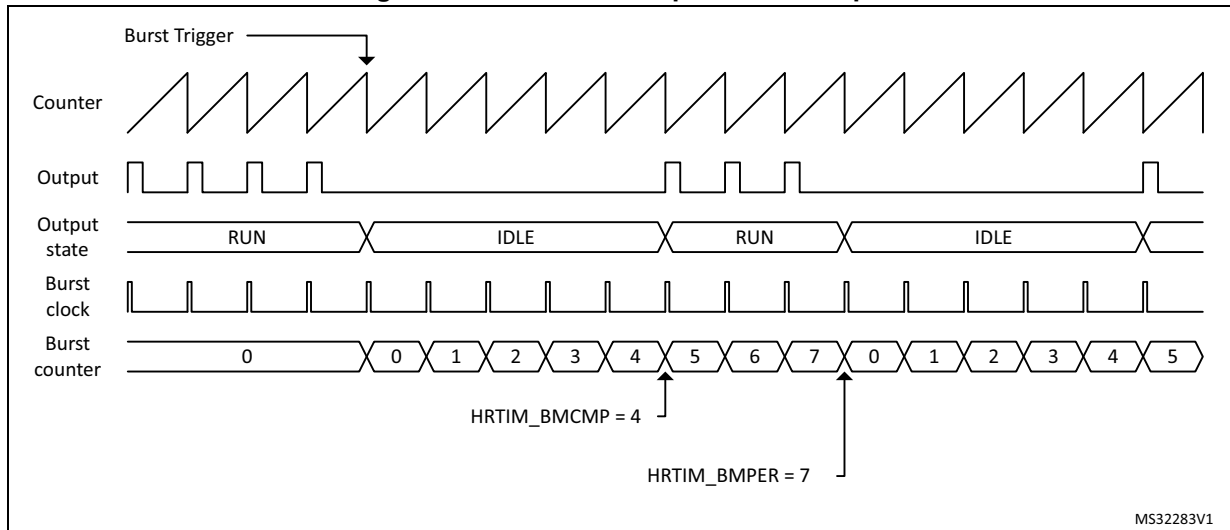 Burst Trigger
Counter
Output
Output
state
RUN
IDLE
RUN
IDLE
Burst
clock
Burst
counter
0
0
1
2
3
4
5
6
7
0
1
2
3
4
5
HRTIM_BMCMP = 4
HRTIM_BMPER = 7
MS32283V1